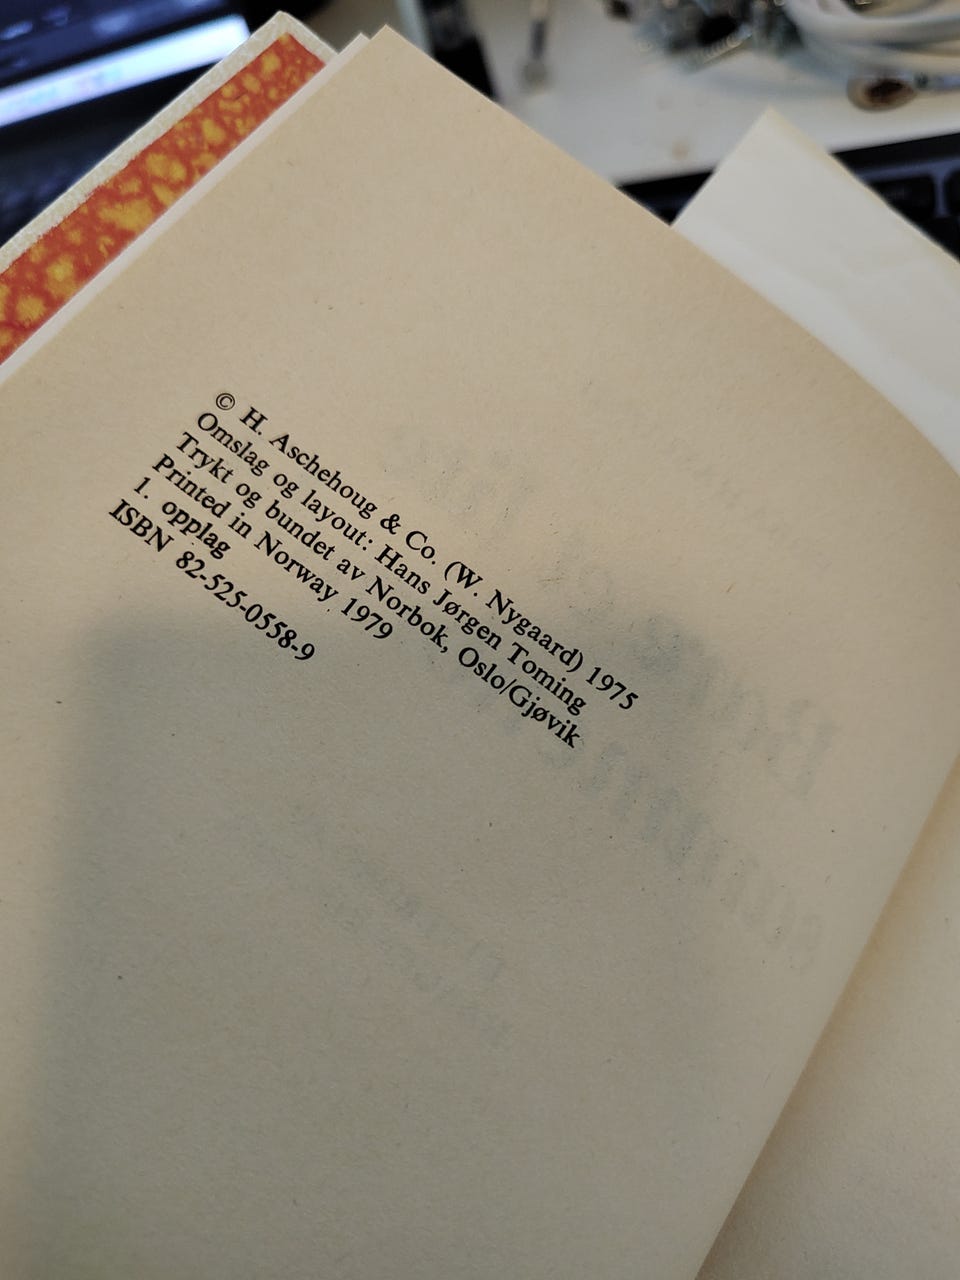 © H. Aschehoug & Co. (W. Nygaard) 1975
Omslag og layout: Hans Jørgen Toming
Trykt og bundet av Norbok, Oslo/Gjøvik
Printed in Norway 1979
1. opplag
ISBN 82-525-0558-9